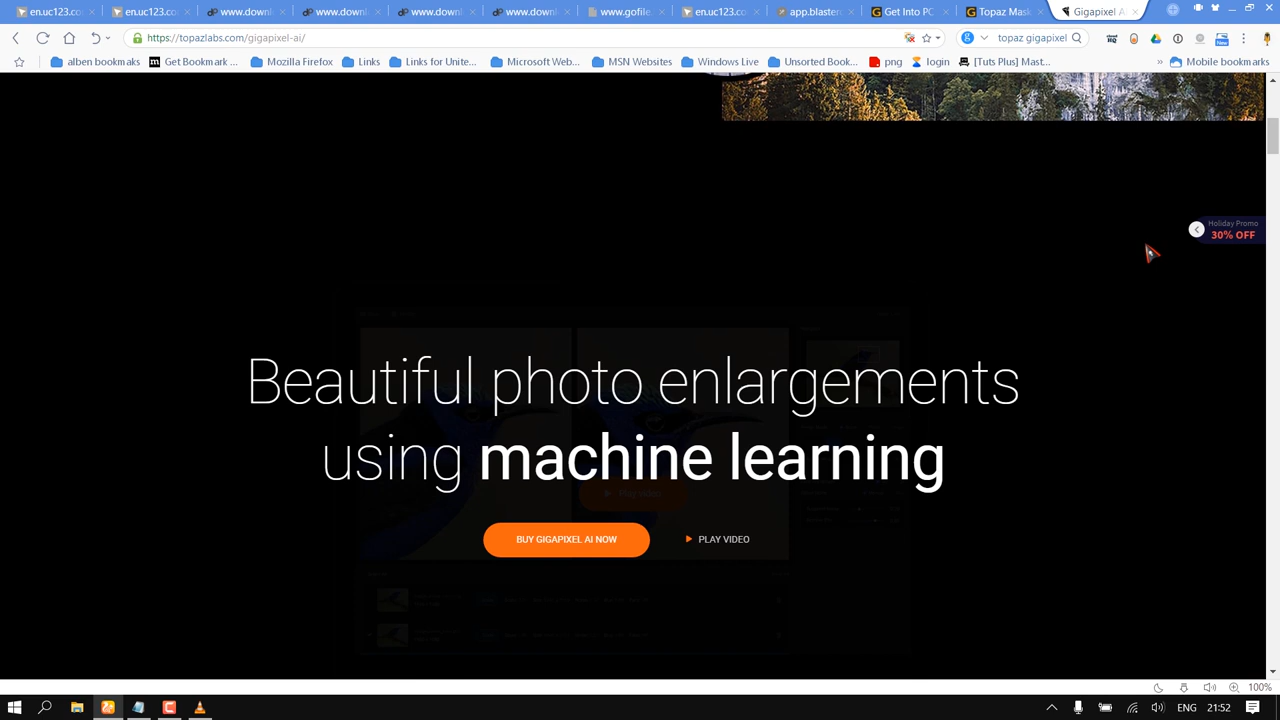 en.uc123.co
en.uc123.co
www.downl
www.downl
www.downl
www.downl
www.gofile
en.uc123.co
app.blaster
Get Into PC
Topaz Mask
Gigapixel A
https://topazlabs.com/gigapixel-ai/
topaz gigapixel
alben bookmaks
Get Bookmark ...
Mozilla Firefox
Links
Links for Unite...
Microsoft Web...
MSN Websites
Windows Live
Unsorted Book...
png
login
[Tuts Plus] Mast...
Mobile bookmarks
Holiday Promo
30% OFF
Beautiful photo enlargements
using machine learning
Play video
BUY GIGAPIXEL AI NOW
PLAY VIDEO
100%
ENG
21:52